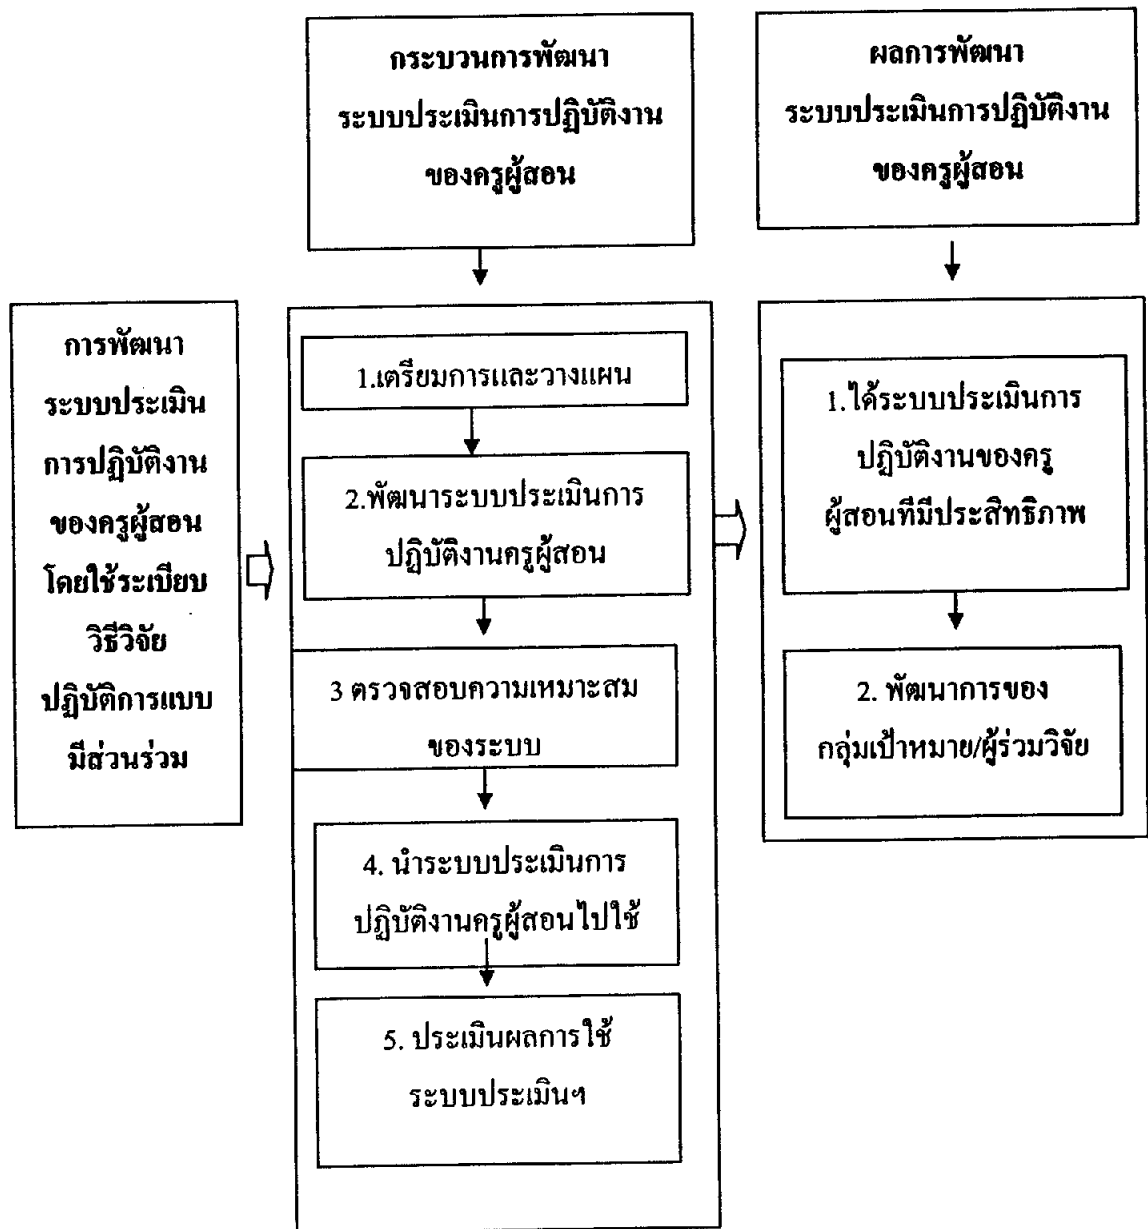 กระบวนการพัฒนา
ระบบประเมินการปฏิบัติงาน
ของครูผู้สอน
ผลการพัฒนา
ระบบประเมินการปฏิบัติงาน
ของครูผู้สอน
การพัฒนา
ระบบประเมิน
การปฏิบัติงาน
ของครูผู้สอน
โดยใช้ระเบียบ
วิธีวิจัย
ปฏิบัติการแบบ
มีส่วนร่วม
1.เตรียมการและวางแผน
2.พัฒนาระบบประเมินการ
ปฏิบัติงานครูผู้สอน
3 ตรวจสอบความเหมาะสม
ของระบบ
4. นำระบบประเมินการ
ปฏิบัติงานครูผู้สอนไปใช้
5. ประเมินผลการใช้
ระบบประเมินฯ
1.ได้ระบบประเมินการ
ปฏิบัติงานของครู
ผู้สอนที่มีประสิทธิภาพ
2. พัฒนาการของ
กลุ่มเป้าหมาย/ผู้ร่วมวิจัย